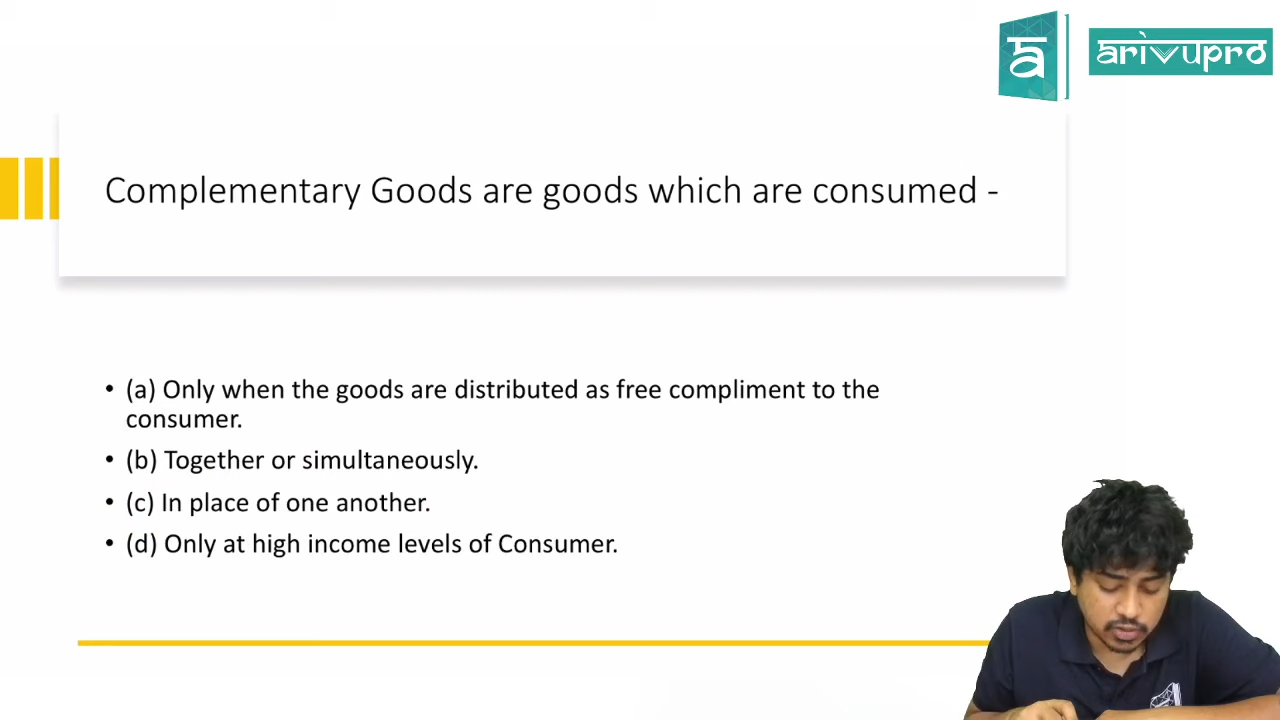 a
arivupro
Complementary Goods are goods which are consumed -
• (a) Only when the goods are distributed as free compliment to the
consumer.
• (b) Together or simultaneously.
• (c) In place of one another.
• (d) Only at high income levels of Consumer.